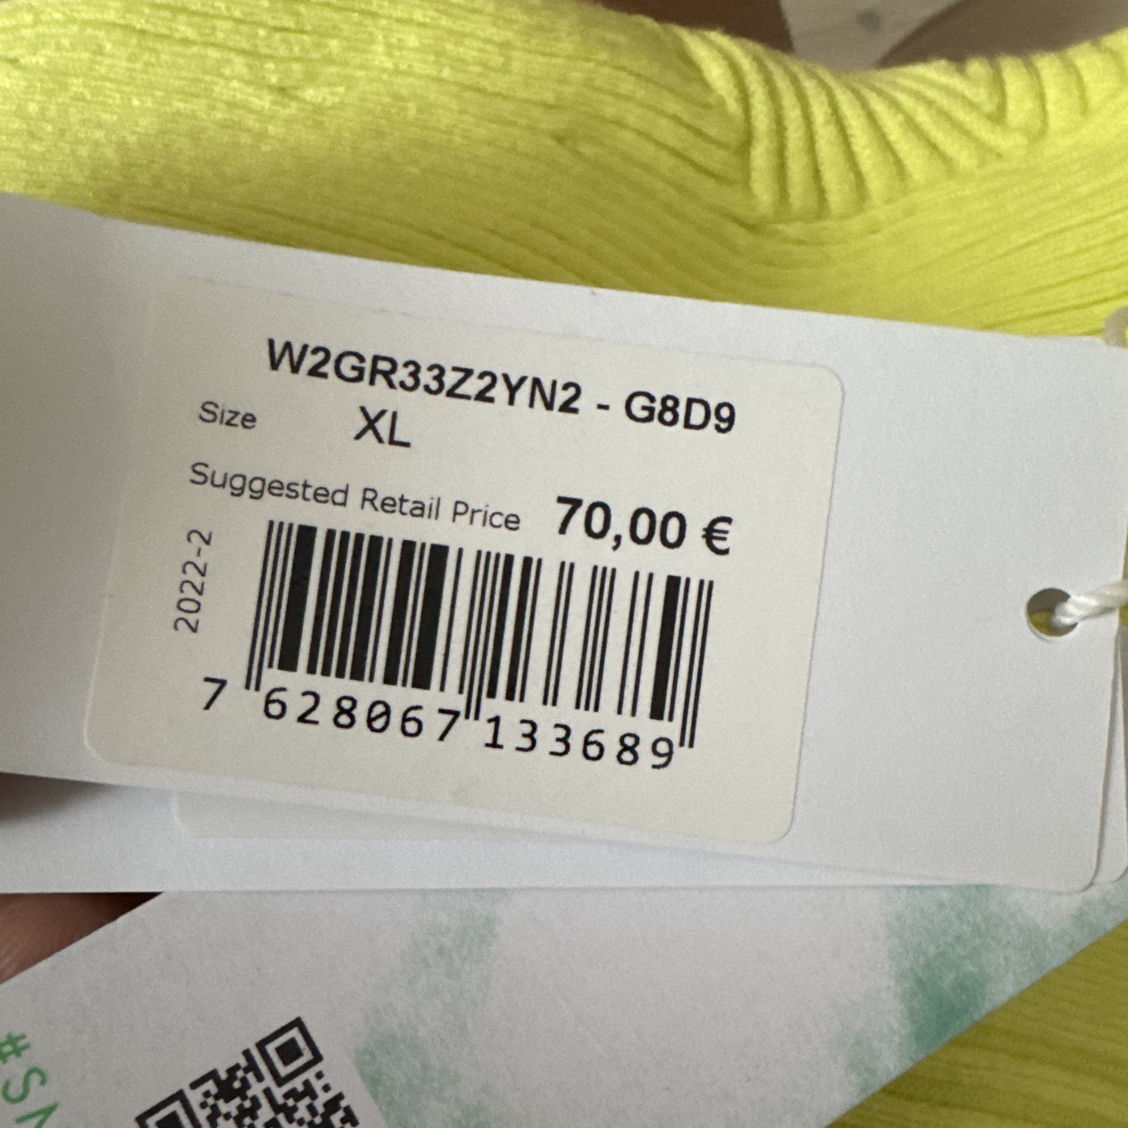 W2GR33Z2YN2 - G8D9
Size XL
Suggested Retail Price 70,00 €
2022-2
7 628067 133689